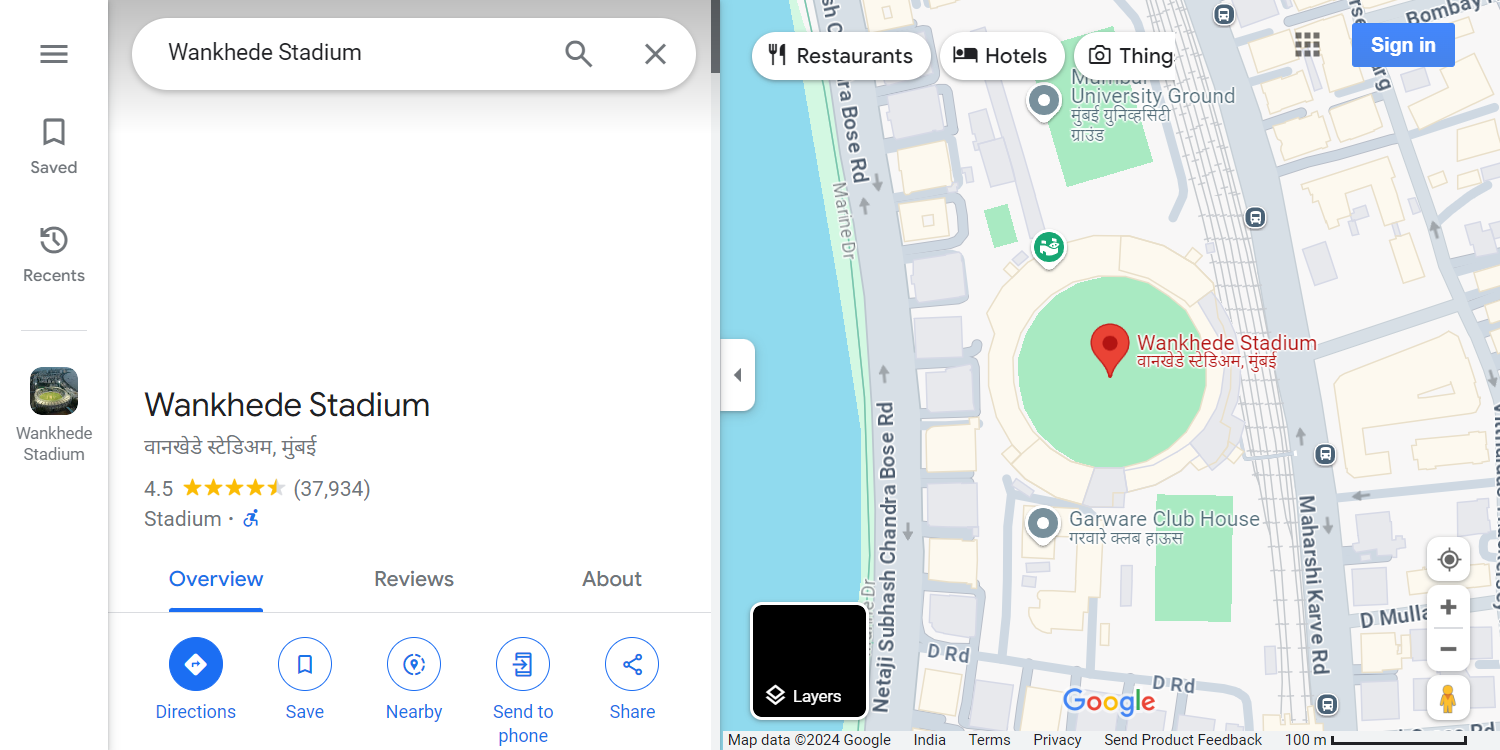 Wankhede Stadium
Saved
Recents
Wankhede
Stadium
Wankhede Stadium
वानखेडे स्टेडिअम, मुंबई
4.5 (37,934)
Stadium ·
Overview
Reviews
About
Directions
Save
Nearby
Send to
phone
Share
Restaurants
Hotels
Thing
Sign in
Mumbai
University Ground
मुंबई युनिव्हर्सिटी
ग्राउंड
Marine Dr
Wankhede Stadium
वानखेडे स्टेडिअम, मुंबई
Netaji Subhash Chandra Bose Rd
Garware Club House
गरवारे क्लब हाऊस
Maharshi Karve Rd
D Rd
D Rd
Layers
Google
Map data ©2024 Google
India
Terms
Privacy
Send Product Feedback
100 m